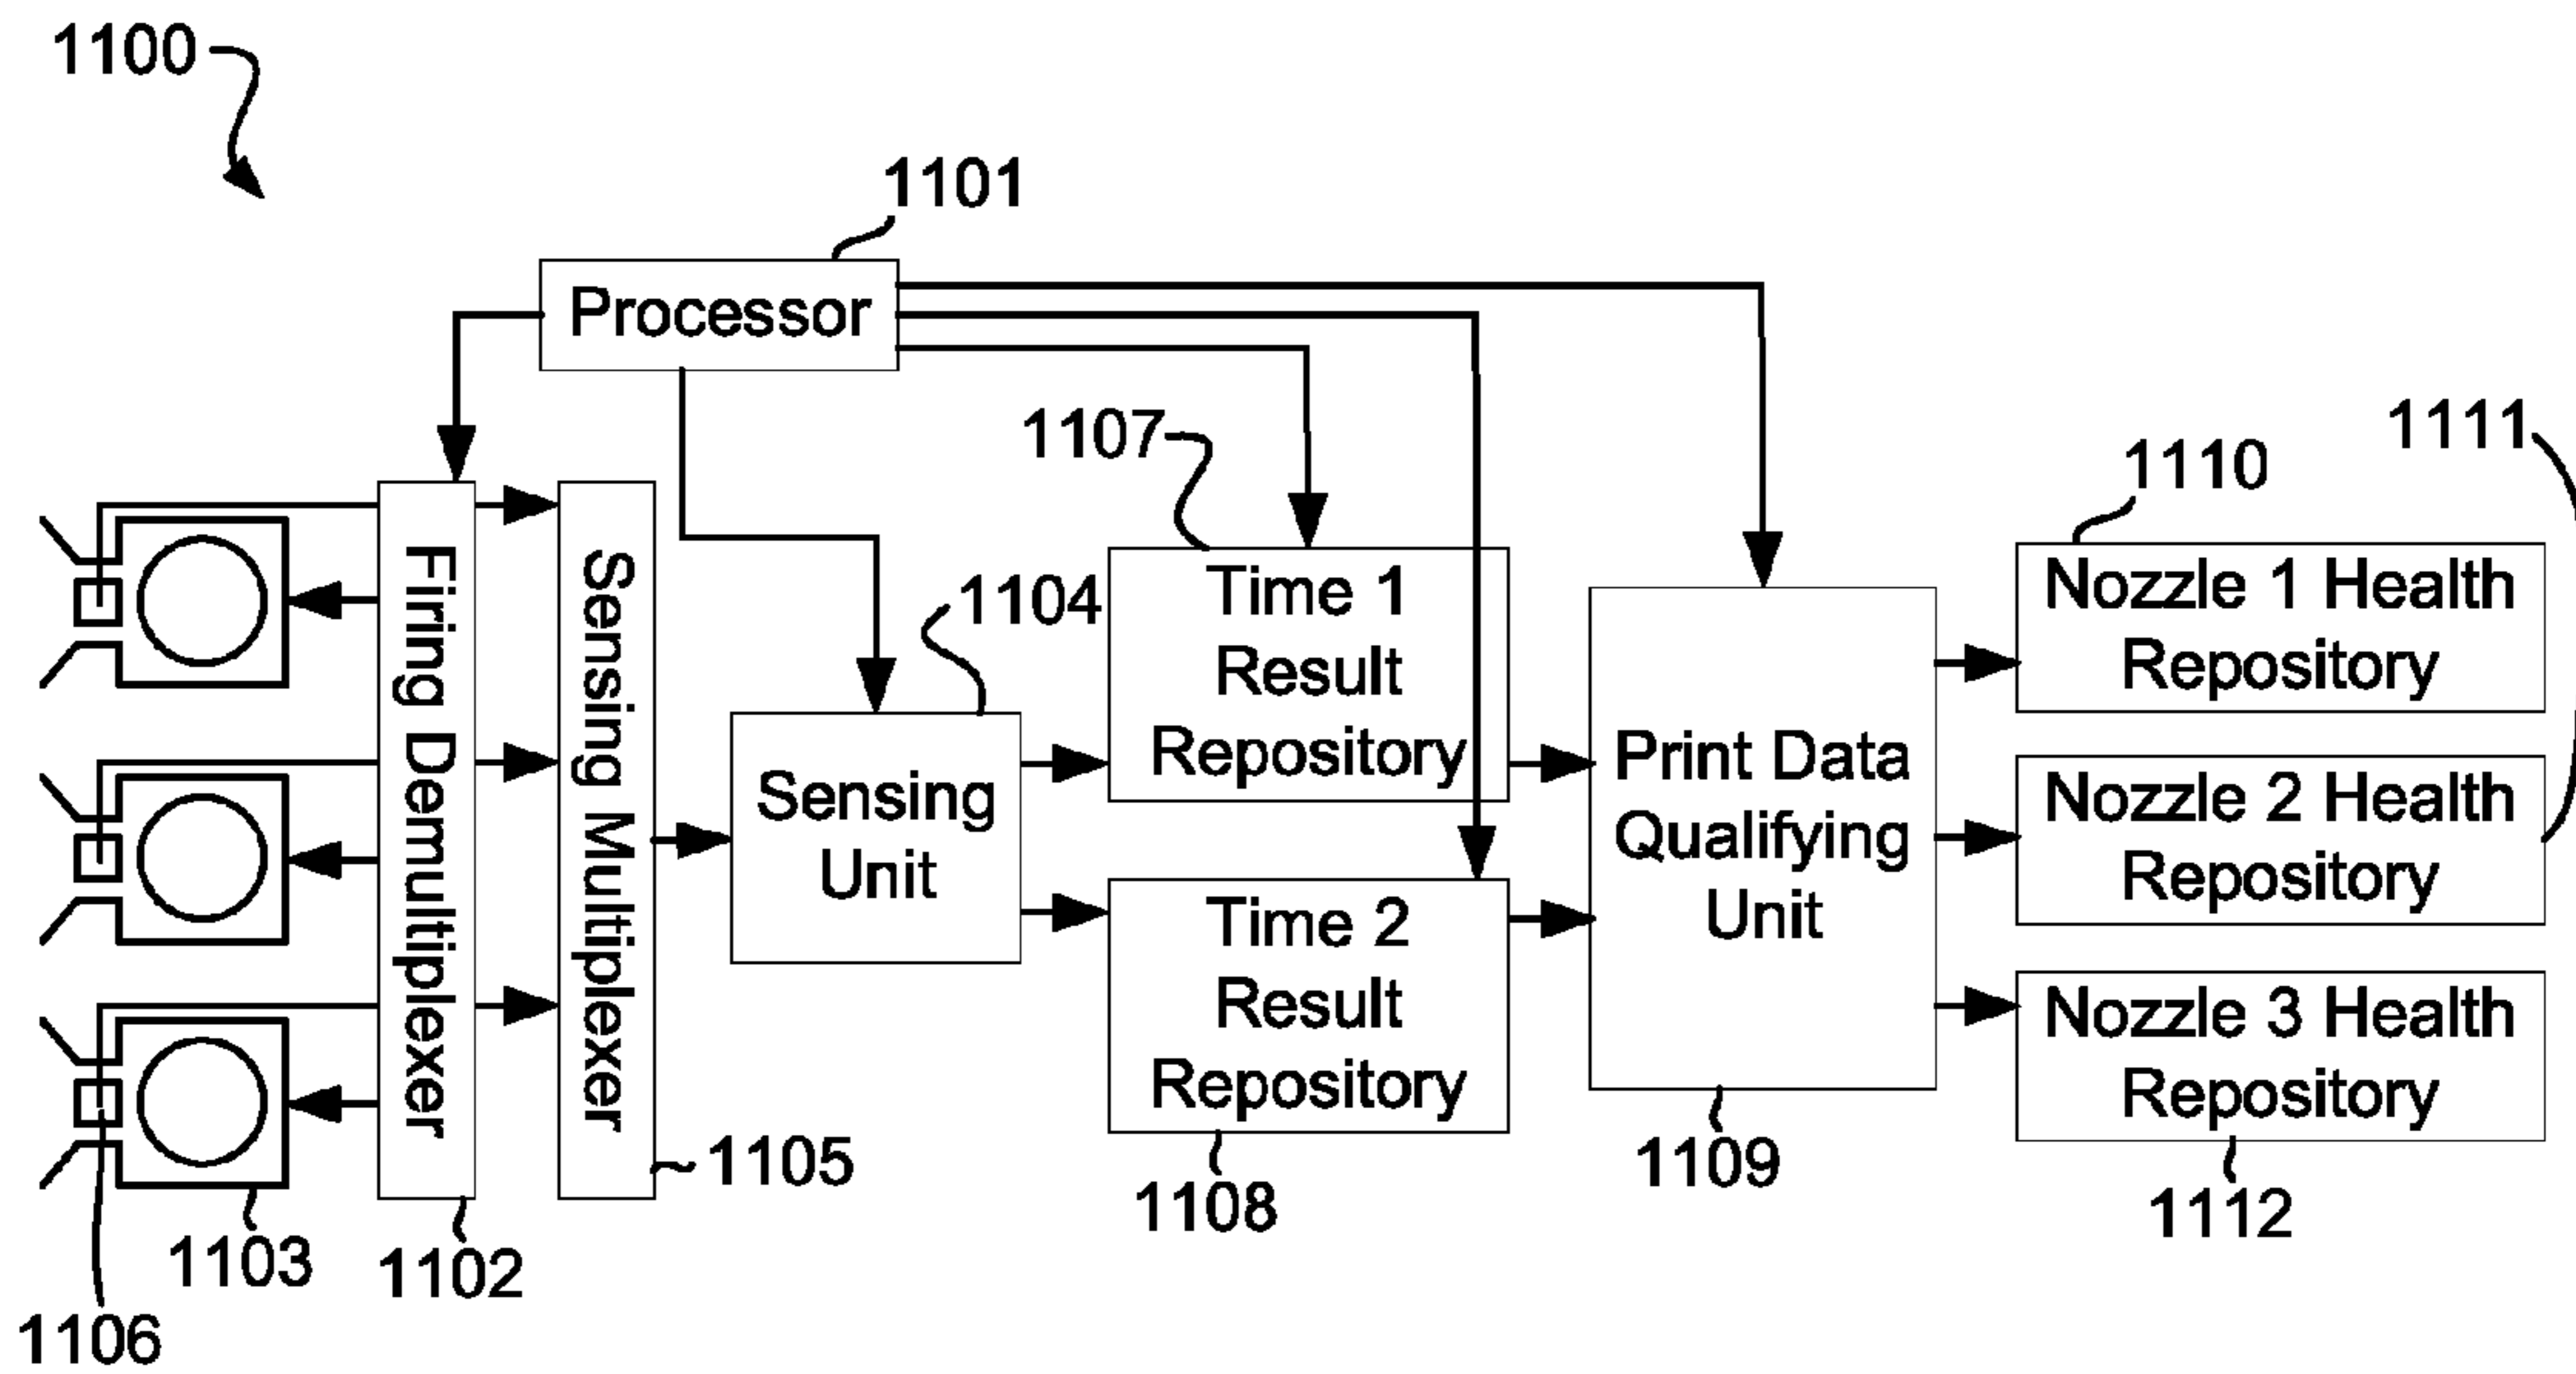 1100
1101
Processor
1107
1104
1110
1111
Firing Demultiplexer
Sensing Multiplexer
Sensing
Unit
Time 1
Result
Repository
Time 2
Result
Repository
Print Data
Qualifying
Unit
Nozzle 1 Health
Repository
Nozzle 2 Health
Repository
Nozzle 3 Health
Repository
1105
1108
1109
1112
1103
1102
1106